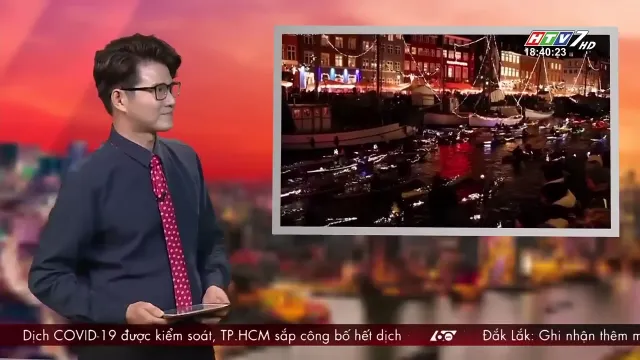 HTV7 HD
18:40:23
Dịch COVID-19 được kiểm soát, TP.HCM sắp công bố hết dịch
60
Đắk Lắk: Ghi nhận thêm m